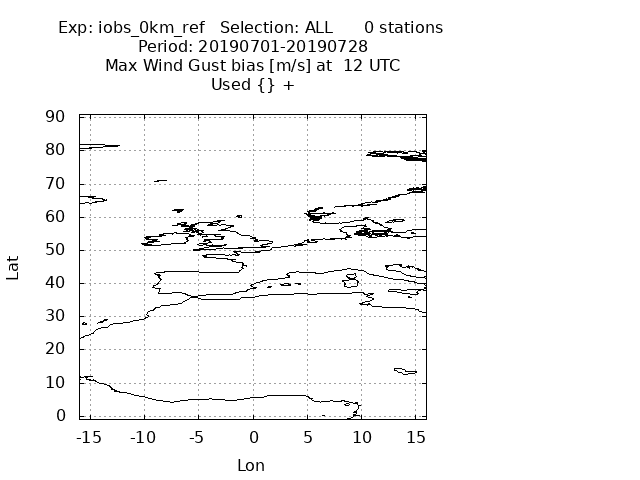 Exp: iobs_0km_ref   Selection: ALL      0 stations
Period: 20190701-20190728
Max Wind Gust bias [m/s] at  12 UTC
Used {} +
90
80
70
60
50
40
30
20
10
0
Lat
-15 -10 -5 0 5 10 15
Lon